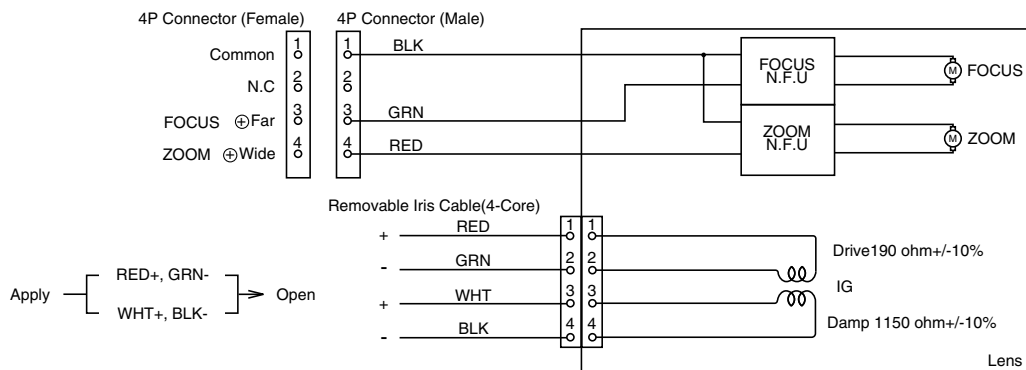 4P Connector (Female) 4P Connector (Male)
Common 1 1 BLK
N.C 2 2
FOCUS ⊕Far 3 3 GRN
ZOOM ⊕Wide 4 4 RED
FOCUS
N.F.U
M FOCUS
ZOOM
N.F.U
M ZOOM
Removable Iris Cable(4-Core)
+ RED 1 1
- GRN 2 2
+ WHT 3 3
- BLK 4 4
Drive190 ohm+/-10%
IG
Damp 1150 ohm+/-10%
RED+, GRN-
Apply Open
WHT+, BLK-
Lens